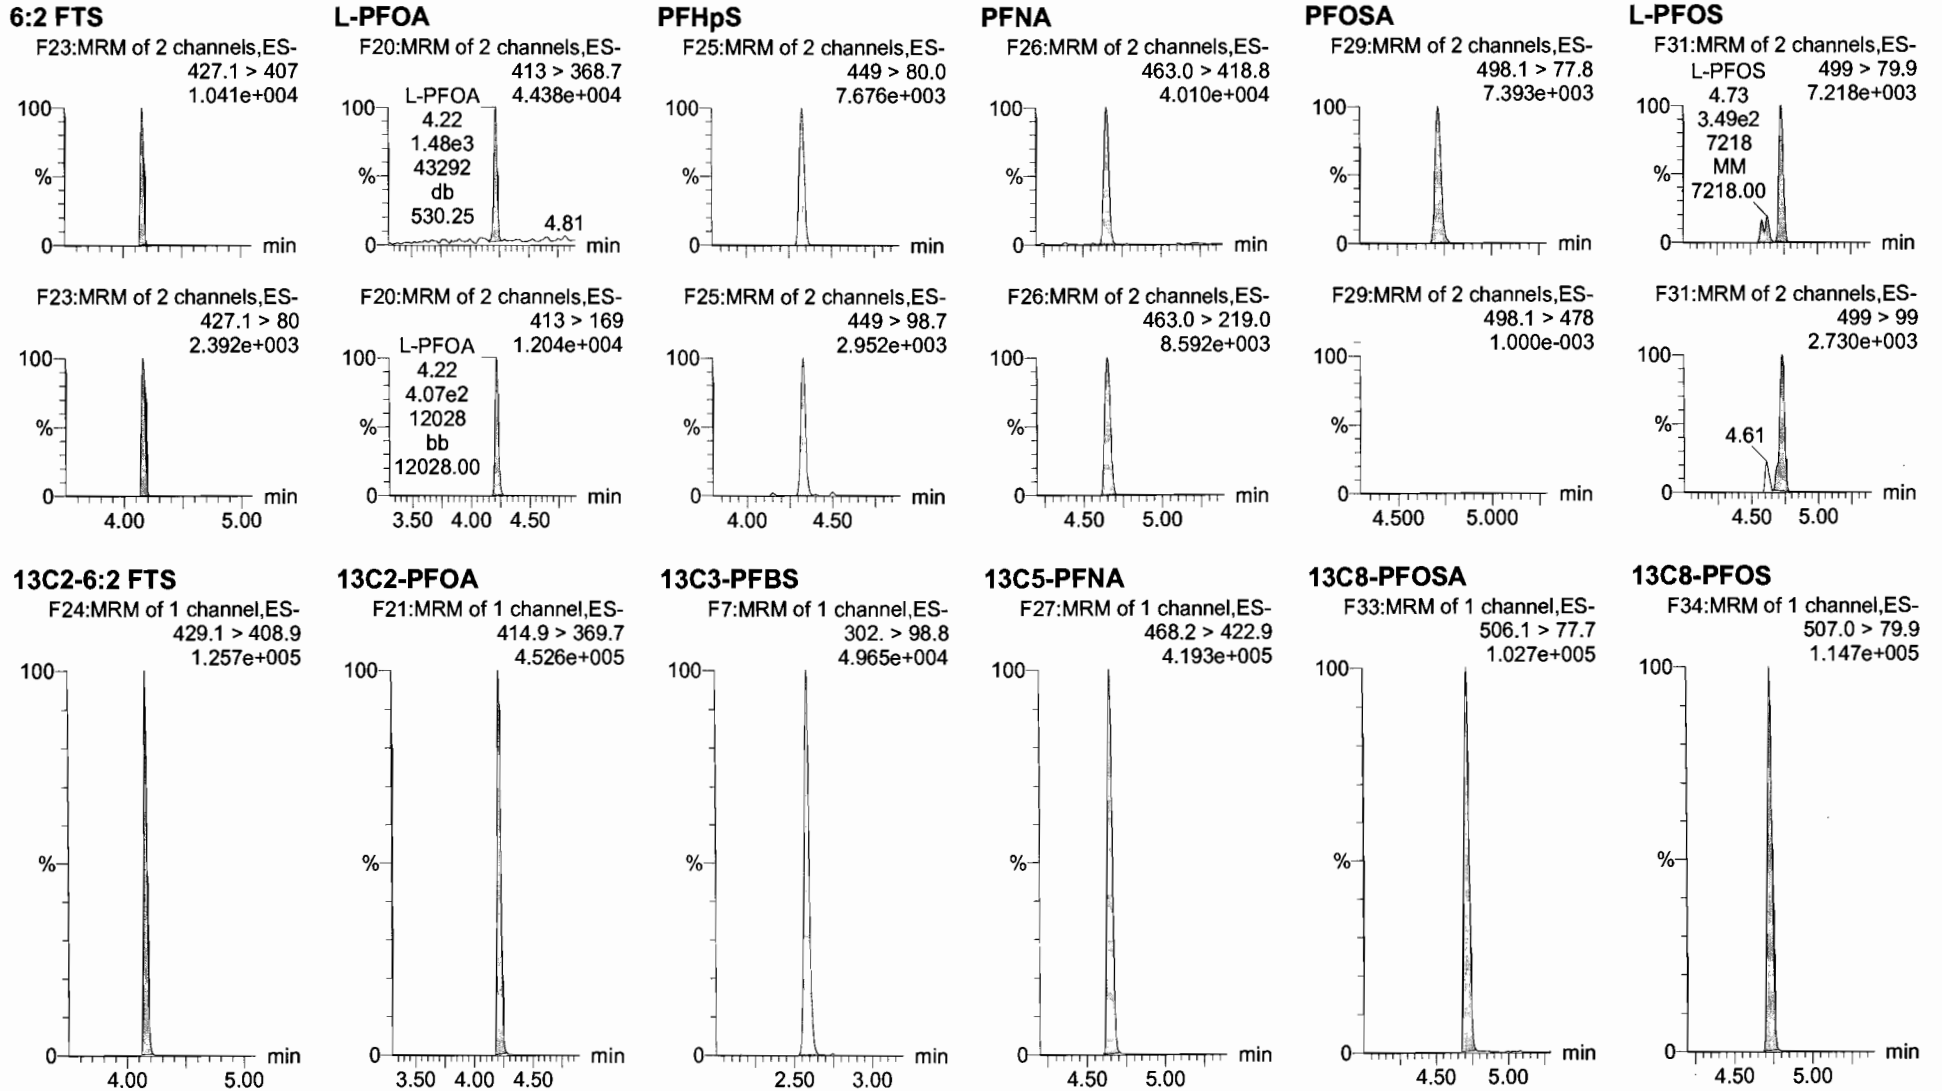 6:2 FTS
F23:MRM of 2 channels,ES-
427.1 > 407
1.041e+004
100
%
0
min
F23:MRM of 2 channels,ES-
427.1 > 80
2.392e+003
100
%
0
min
4.00 5.00
L-PFOA
F20:MRM of 2 channels,ES-
413 > 368.7
4.438e+004
L-PFOA
4.22
1.48e3
43292
db
530.25
4.81
100
%
0
min
F20:MRM of 2 channels,ES-
413 > 169
1.204e+004
L-PFOA
4.22
4.07e2
12028
bb
12028.00
100
%
0
min
3.50 4.00 4.50
PFHpS
F25:MRM of 2 channels,ES-
449 > 80.0
7.676e+003
100
%
0
min
F25:MRM of 2 channels,ES-
449 > 98.7
2.952e+003
100
%
0
min
4.00 4.50
PFNA
F26:MRM of 2 channels,ES-
463.0 > 418.8
4.010e+004
100
%
0
min
F26:MRM of 2 channels,ES-
463.0 > 219.0
8.592e+003
100
%
0
min
4.50 5.00
PFOSA
F29:MRM of 2 channels,ES-
498.1 > 77.8
7.393e+003
100
%
0
min
F29:MRM of 2 channels,ES-
498.1 > 478
1.000e-003
100
%
0
min
4.500 5.000
L-PFOS
F31:MRM of 2 channels,ES-
499 > 79.9
7.218e+003
L-PFOS
4.73
3.49e2
7218
MM
7218.00
100
%
0
min
F31:MRM of 2 channels,ES-
499 > 99
2.730e+003
4.61
100
%
0
min
4.50 5.00
13C2-6:2 FTS
F24:MRM of 1 channel,ES-
429.1 > 408.9
1.257e+005
100
%
0
min
4.00 5.00
13C2-PFOA
F21:MRM of 1 channel,ES-
414.9 > 369.7
4.526e+005
100
%
0
min
3.50 4.00 4.50
13C3-PFBS
F7:MRM of 1 channel,ES-
302. > 98.8
4.965e+004
100
%
0
min
2.50 3.00
13C5-PFNA
F27:MRM of 1 channel,ES-
468.2 > 422.9
4.193e+005
100
%
0
min
4.50 5.00
13C8-PFOSA
F33:MRM of 1 channel,ES-
506.1 > 77.7
1.027e+005
100
%
0
min
4.50 5.00
13C8-PFOS
F34:MRM of 1 channel,ES-
507.0 > 79.9
1.147e+005
100
%
0
min
4.50 5.00